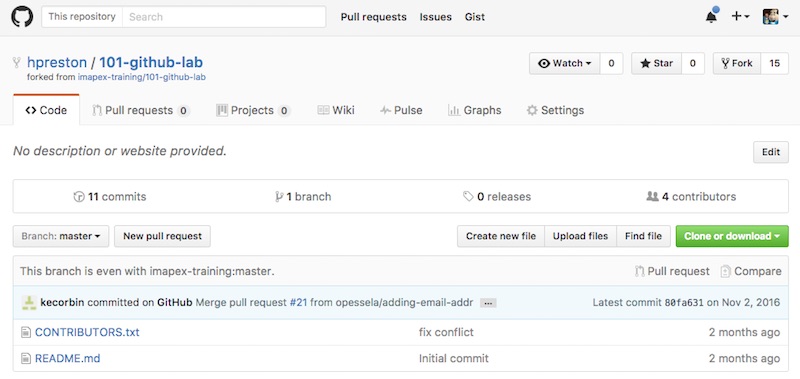 This repository Search Pull requests Issues Gist
hpreston / 101-github-lab Watch 0 Star 0 Fork 15
forked from imapex-training/101-github-lab
Code Pull requests 0 Projects 0 Wiki Pulse Graphs Settings
No description or website provided. Edit
11 commits 1 branch 0 releases 4 contributors
Branch: master New pull request Create new file Upload files Find file Clone or download
This branch is even with imapex-training:master. Pull request Compare
kecorbin committed on GitHub Merge pull request #21 from opessela/adding-email-addr ... Latest commit 80fa631 on Nov 2, 2016
CONTRIBUTORS.txt fix conflict 2 months ago
README.md Initial commit 2 months ago